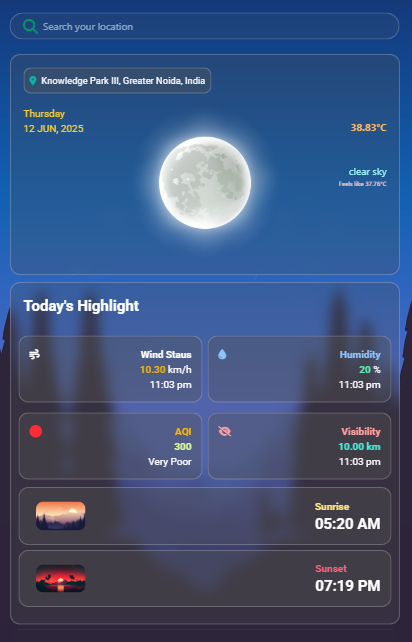 Search your location
Knowledge Park III, Greater Noida, India
Thursday
12 JUN, 2025
38.83°C
clear sky
Feels like 37.76°C
Today's Highlight
Wind Staus
10.30 km/h
11:03 pm
Humidity
20 %
11:03 pm
AQI
300
Very Poor
Visibility
10.00 km
11:03 pm
Sunrise
05:20 AM
Sunset
07:19 PM